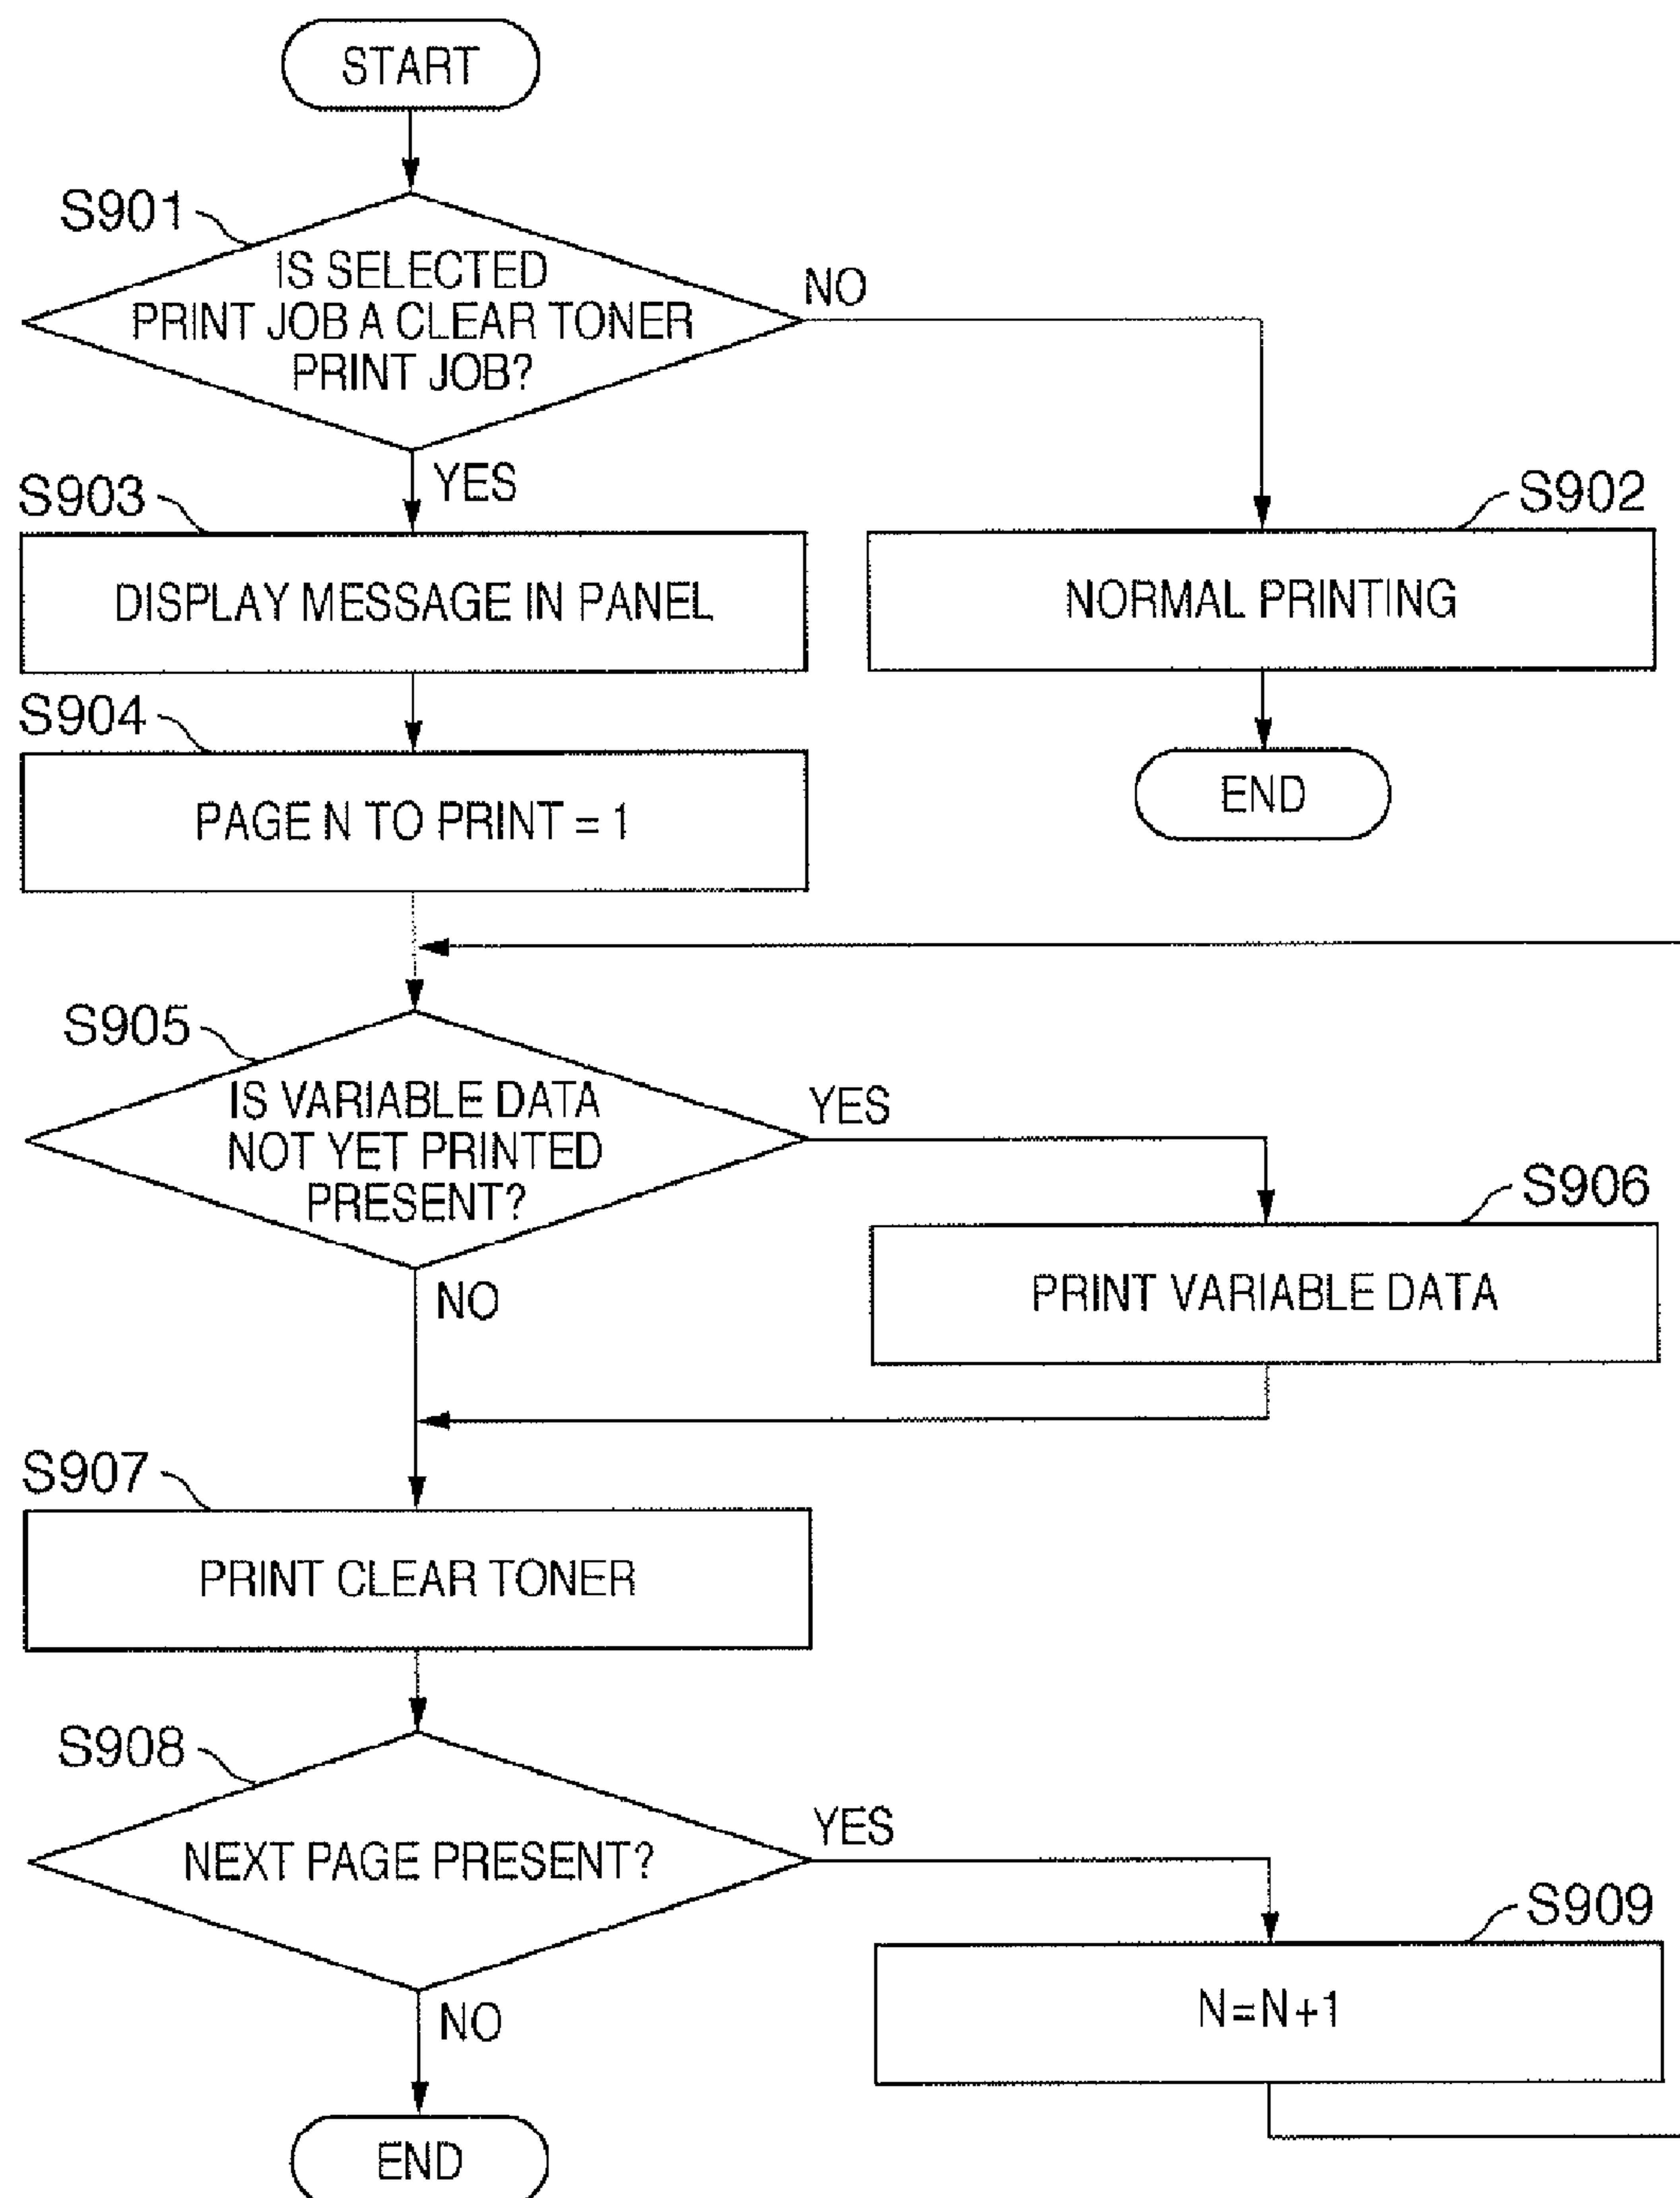 START
S901
IS SELECTED
PRINT JOB A CLEAR TONER
PRINT JOB?
NO
YES
S903
DISPLAY MESSAGE IN PANEL
S902
NORMAL PRINTING
S904
PAGE N TO PRINT = 1
END
S905
IS VARIABLE DATA
NOT YET PRINTED
PRESENT?
YES
NO
S906
PRINT VARIABLE DATA
S907
PRINT CLEAR TONER
S908
NEXT PAGE PRESENT?
YES
NO
S909
N=N+1
END